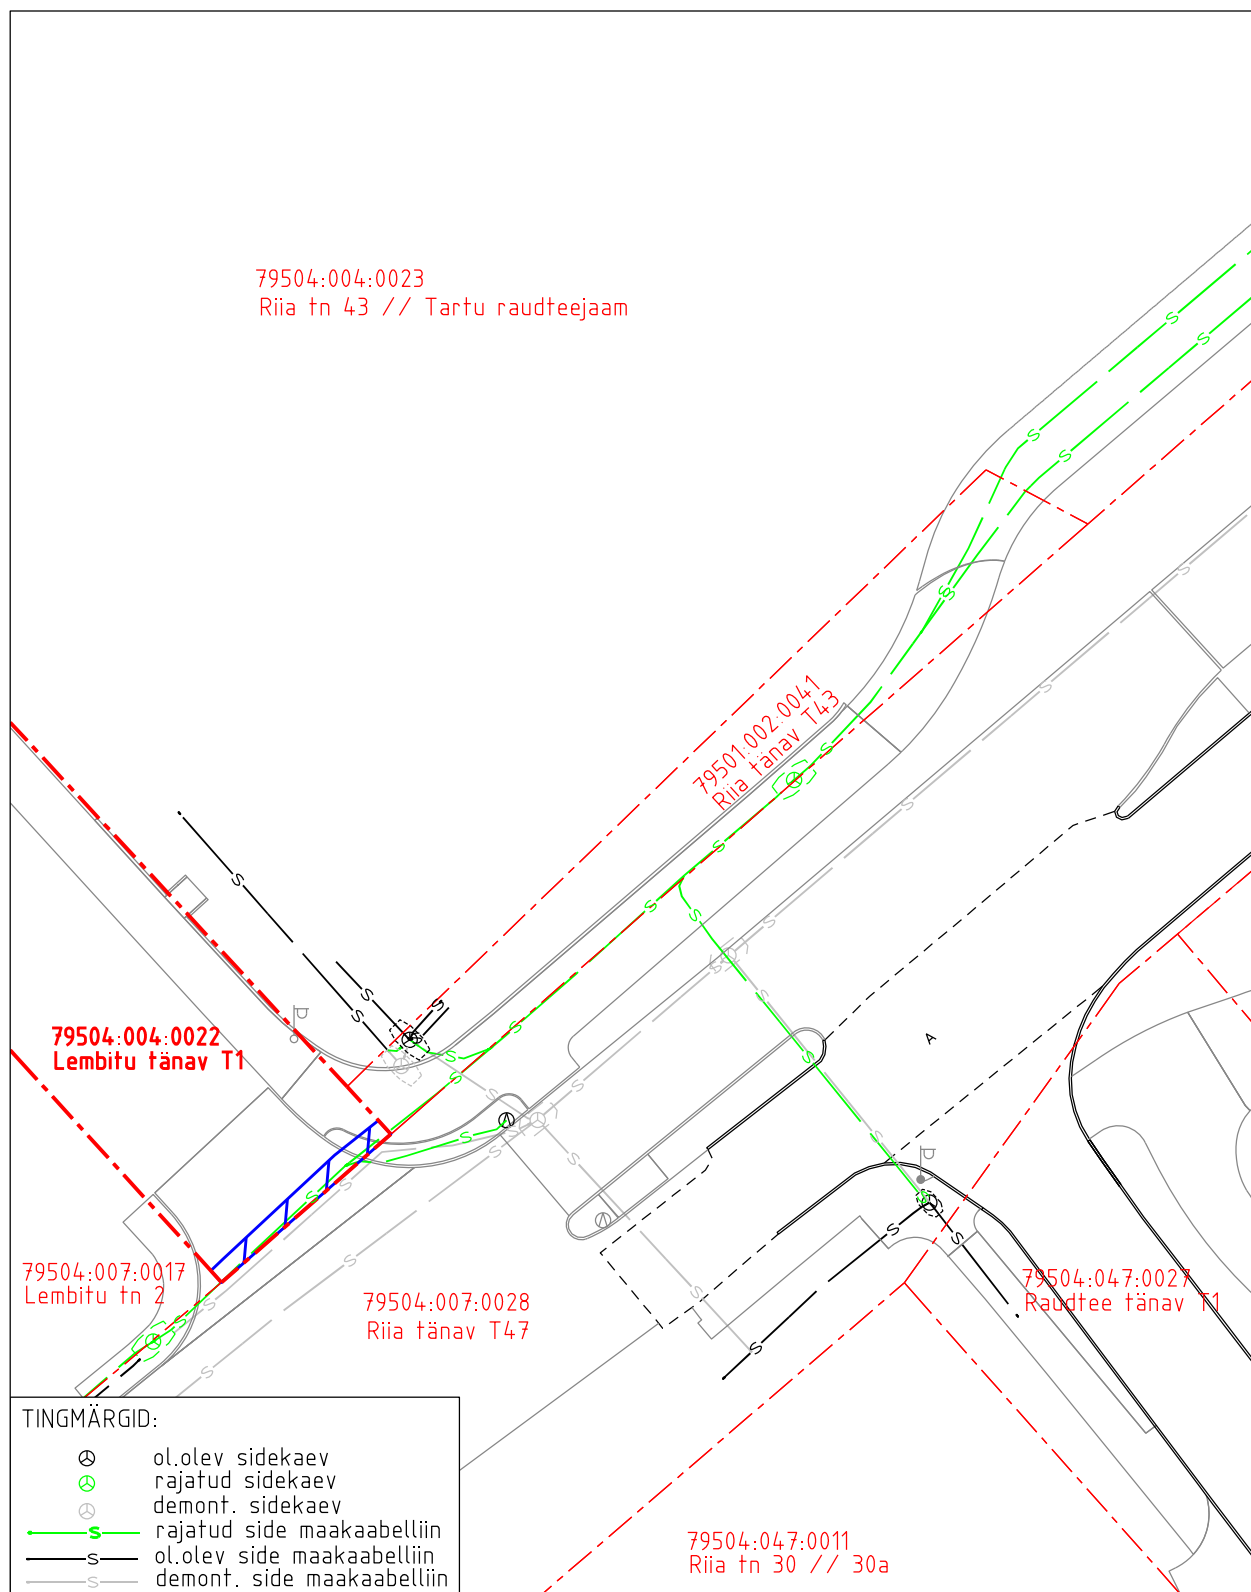 79504:004:0023
Riia tn 43 // Tartu raudteejaam
79501:002:0041
Riia tänav T43
79504:004:0022
Lembitu tänav T1
79504:007:0017
Lembitu tn 2
79504:007:0028
Riia tänav T47
79504:047:0027
Raudtee tänav T1
79504:047:0011
Riia tn 30 // 30a
A
TINGMÄRGID:
ol.olev sidekaev
rajatud sidekaev
demont. sidekaev
S rajatud side maakaabelliin
S ol.olev side maakaabelliin
S demont. side maakaabelliin